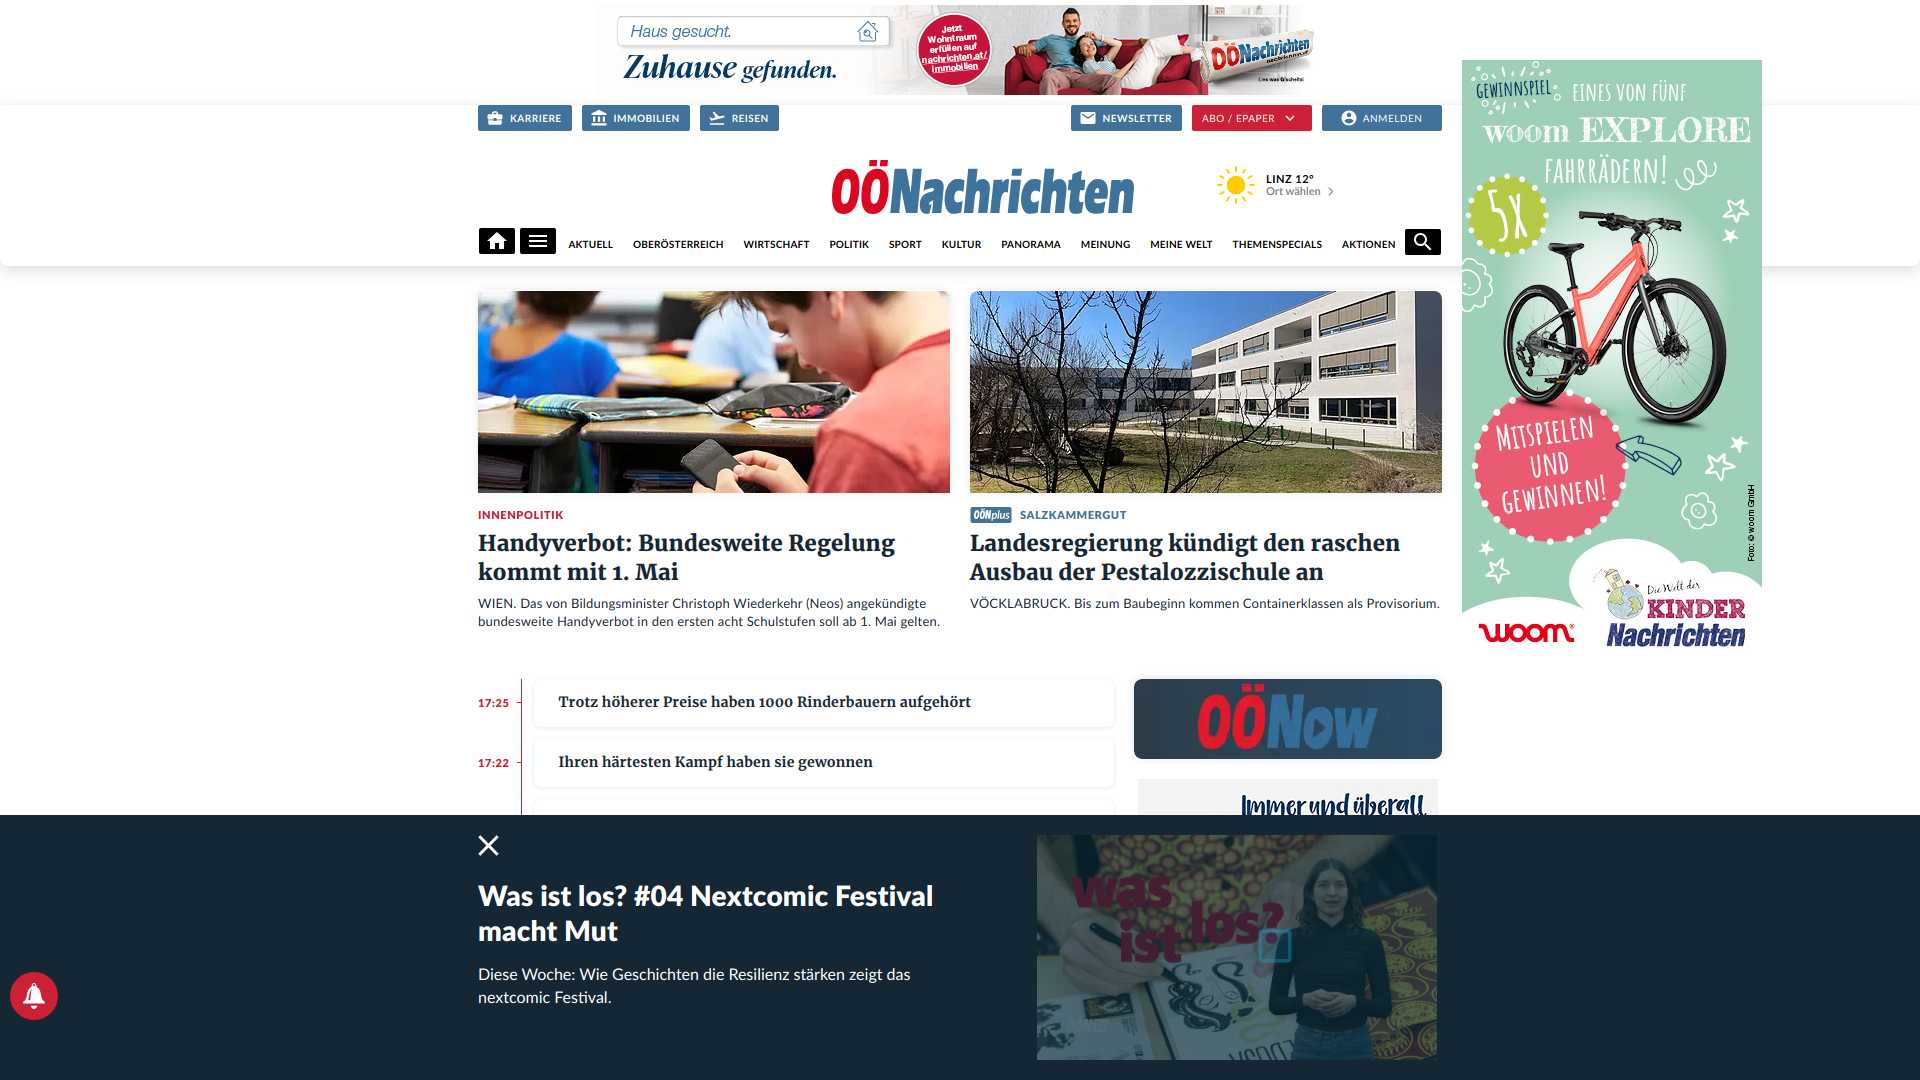 Haus gesucht.
Zuhause gefunden.
Jetzt
Wohntraum
erfüllen auf
nachrichten.at/
immobilien
OÖNachrichten
Lies was G'scheits!
KARRIERE
IMMOBILIEN
REISEN
NEWSLETTER
ABO / EPAPER
ANMELDEN
OÖNachrichten
LINZ 12°
Ort wählen
AKTUELL
OBERÖSTERREICH
WIRTSCHAFT
POLITIK
SPORT
KULTUR
PANORAMA
MEINUNG
MEINE WELT
THEMENSPECIALS
AKTIONEN
GEWINNSPIEL
EINES VON FÜNF
woom EXPLORE
FAHRRÄDERN!
5X
MITSPIELEN
UND
GEWINNEN!
Foto: © woom GmbH
woom
Die Welt der
KINDER
Nachrichten
INNENPOLITIK
Handyverbot: Bundesweite Regelung
kommt mit 1. Mai
WIEN. Das von Bildungsminister Christoph Wiederkehr (Neos) angekündigte
bundesweite Handyverbot in den ersten acht Schulstufen soll ab 1. Mai gelten.
OÖNplus SALZKAMMERGUT
Landesregierung kündigt den raschen
Ausbau der Pestalozzischule an
VÖCKLABRUCK. Bis zum Baubeginn kommen Containerklassen als Provisorium.
17:25
Trotz höherer Preise haben 1000 Rinderbauern aufgehört
17:22
Ihren härtesten Kampf haben sie gewonnen
OÖNow
Immer und überall
Was ist los? #04 Nextcomic Festival
macht Mut
Diese Woche: Wie Geschichten die Resilienz stärken zeigt das
nextcomic Festival.
was
ist los?